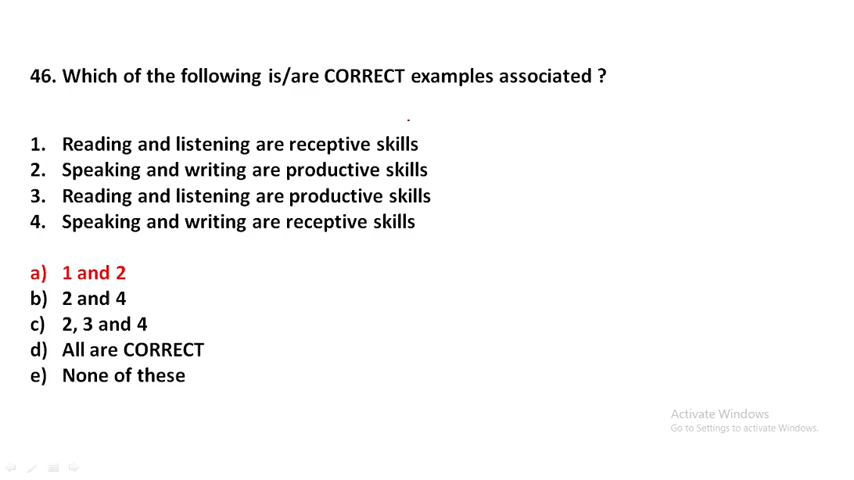 46. Which of the following is/are CORRECT examples associated ?
1. Reading and listening are receptive skills
2. Speaking and writing are productive skills
3. Reading and listening are productive skills
4. Speaking and writing are receptive skills
a) 1 and 2
b) 2 and 4
c) 2, 3 and 4
d) All are CORRECT
e) None of these
Activate Windows
Go to Settings to activate Windows.